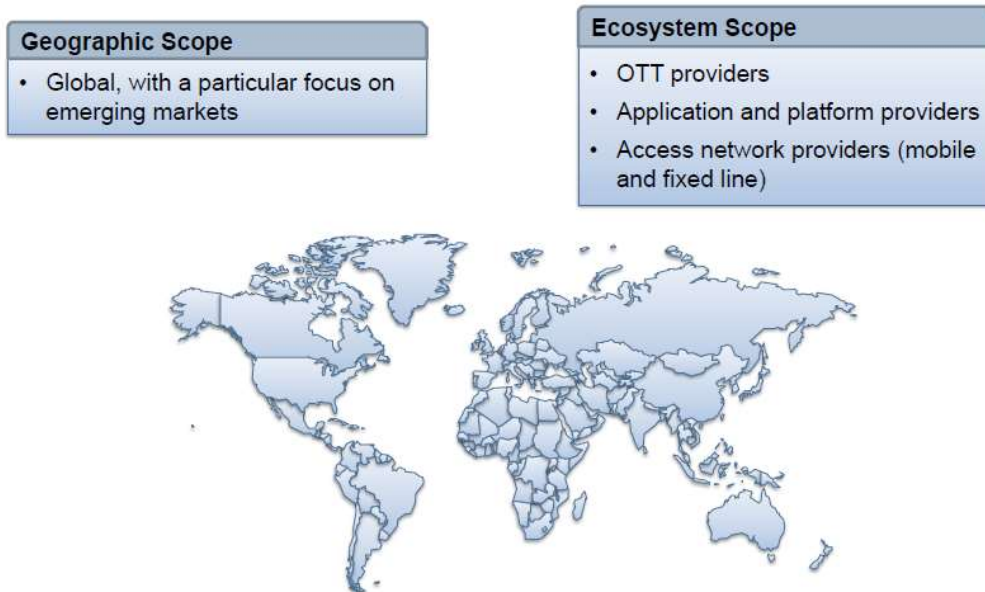 Geographic Scope
• Global, with a particular focus on
emerging markets
Ecosystem Scope
• OTT providers
• Application and platform providers
• Access network providers (mobile
and fixed line)